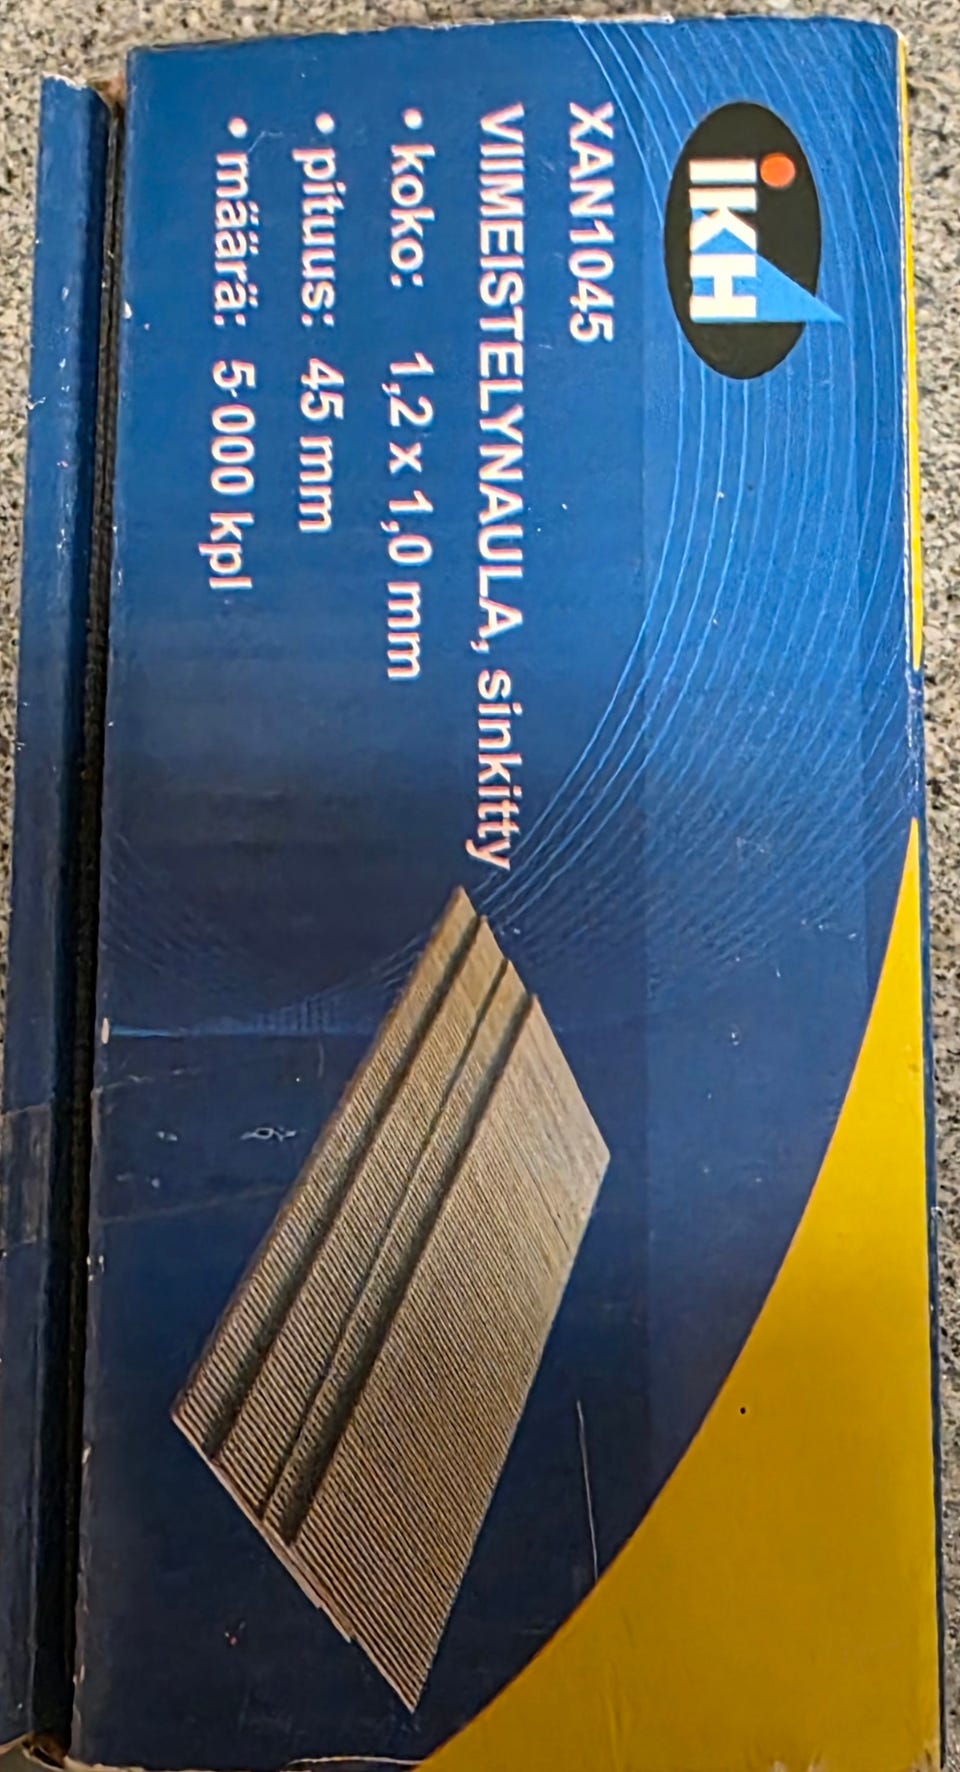 iKH
XAN1045
VIIMEISTELYNAULA, sinkitty
• koko: 1,2 x 1,0 mm
• pituus: 45 mm
• määrä: 5 000 kpl